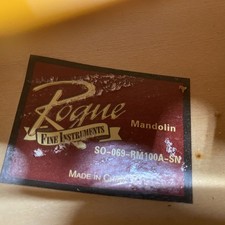 Rogue
FINE INSTRUMENTS
Mandolin
SO-069-RM100A-SN
MADE IN